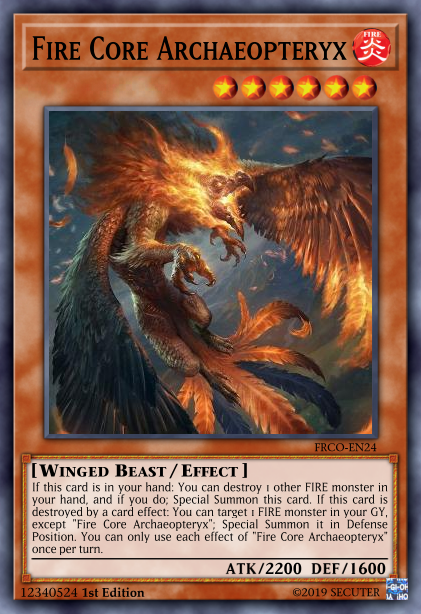 Fire Core Archaeopteryx
FIRE
炎
FRCO-EN24
[Winged Beast/Effect]
If this card is in your hand: You can destroy 1 other FIRE monster in
your hand, and if you do; Special Summon this card. If this card is
destroyed by a card effect: You can target 1 FIRE monster in your GY,
except "Fire Core Archaeopteryx"; Special Summon it in Defense
Position. You can only use each effect of "Fire Core Archaeopteryx"
once per turn.
ATK/2200 DEF/1600
12340524 1st Edition
©2019 SECUTER